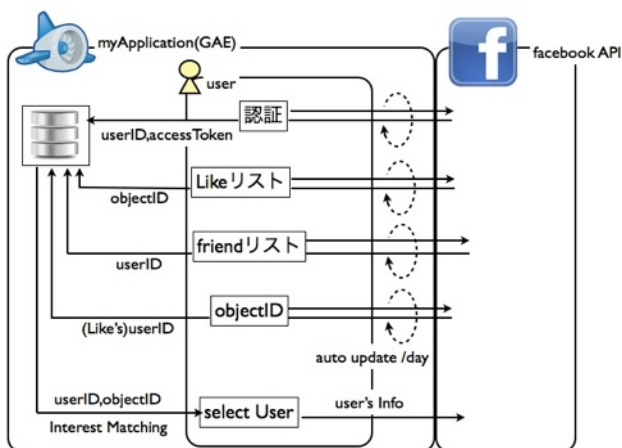 myApplication(GAE)
facebook API
user
認証
userID,accessToken
Likeリスト
objectID
friendリスト
userID
objectID
(Like's)userID
auto update /day
userID,objectID
select User
user's Info
Interest Matching
f